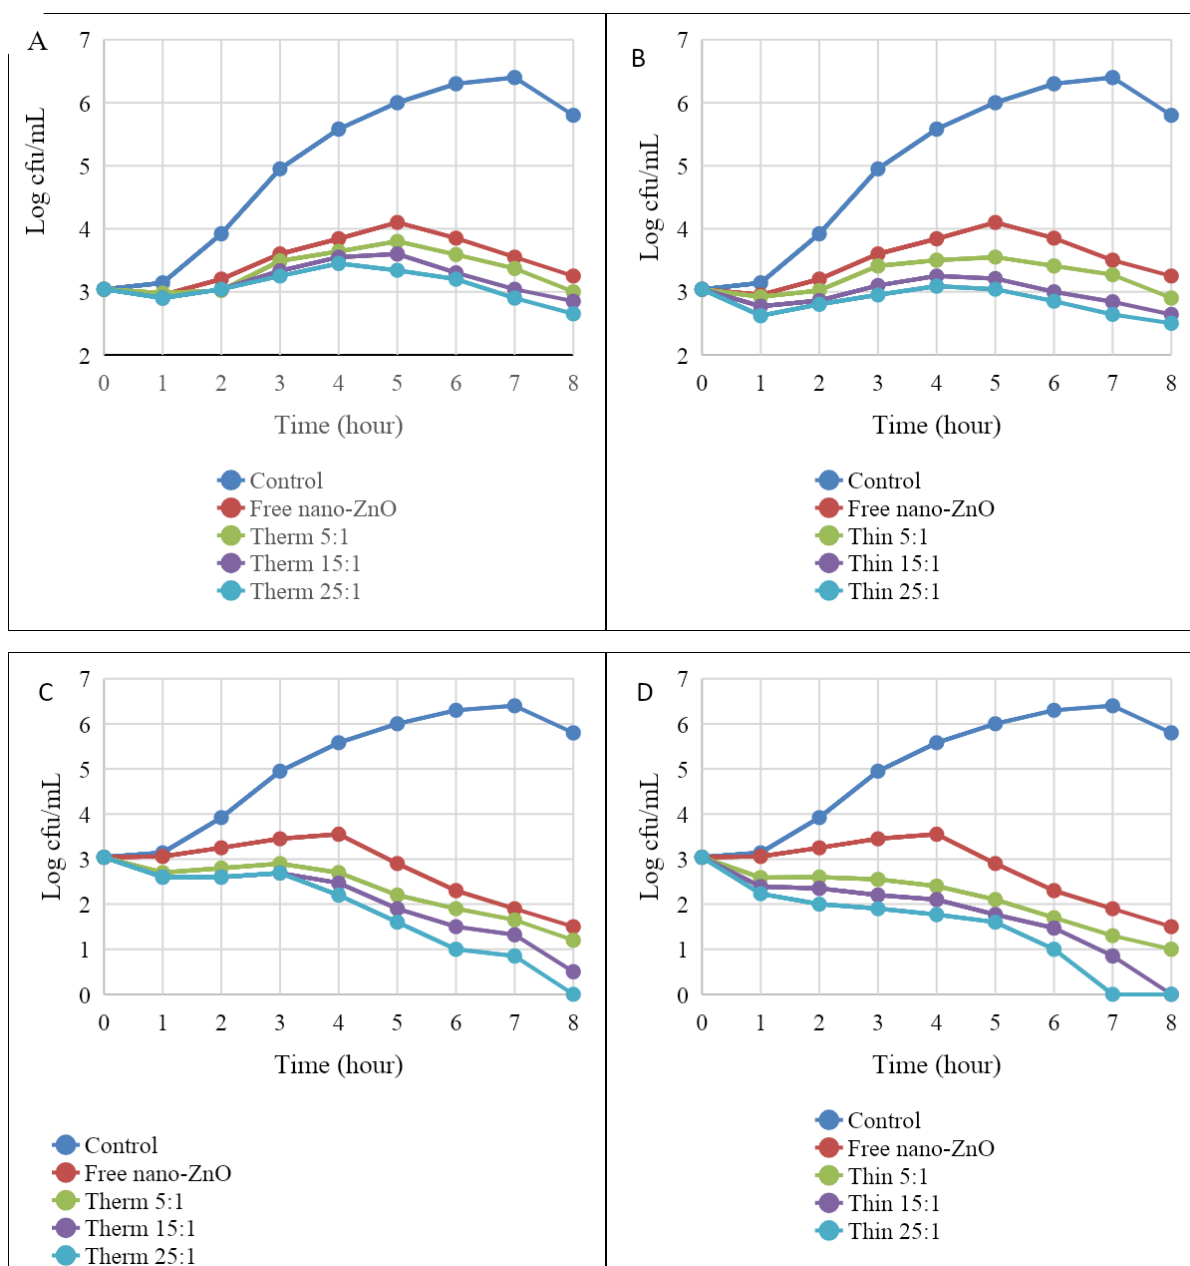 A
7
6
5
4
3
2
Log cfu/mL
0 1 2 3 4 5 6 7 8
Time (hour)
Control
Free nano-ZnO
Therm 5:1
Therm 15:1
Therm 25:1
B
7
6
5
4
3
2
Log cfu/mL
0 1 2 3 4 5 6 7 8
Time (hour)
Control
Free nano-ZnO
Thin 5:1
Thin 15:1
Thin 25:1
C
7
6
5
4
3
2
1
0
Log cfu/mL
0 1 2 3 4 5 6 7 8
Time (hour)
Control
Free nano-ZnO
Therm 5:1
Therm 15:1
Therm 25:1
D
7
6
5
4
3
2
1
0
Log cfu/mL
0 1 2 3 4 5 6 7 8
Time (hour)
Control
Free nano-ZnO
Thin 5:1
Thin 15:1
Thin 25:1